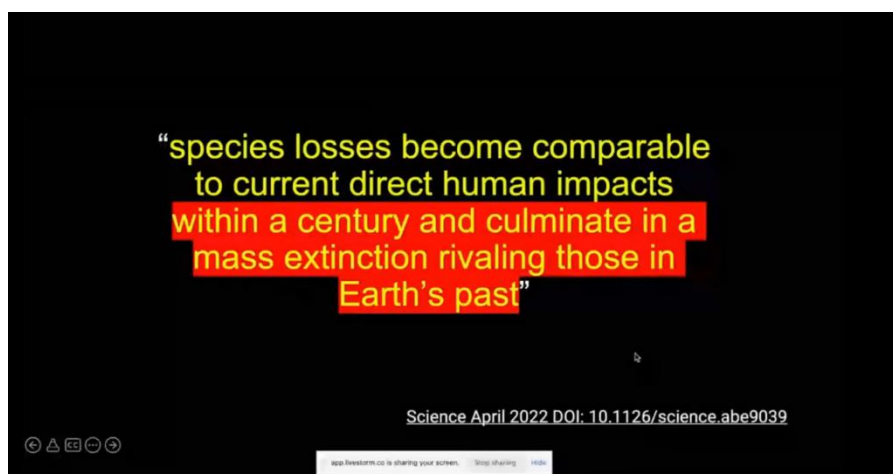 “species losses become comparable
to current direct human impacts
within a century and culminate in a
mass extinction rivaling those in
Earth’s past”
Science April 2022 DOI: 10.1126/science.abe9039
CC
app.livestorm.co is sharing your screen. Stop sharing Hide